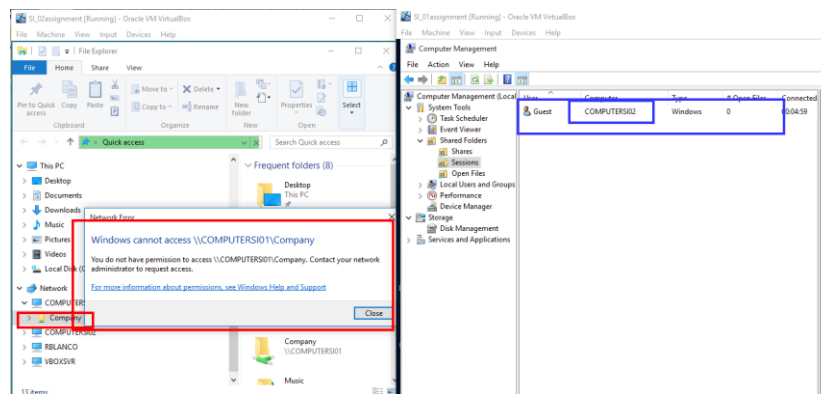 SI_02assignment [Running] - Oracle VM VirtualBox
File Machine View Input Devices Help
File Explorer
File Home Share View
Pin to Quick access
Copy
Paste
Move to
Copy to
Delete
Rename
New folder
Properties
Select
Clipboard
Organize
New
Open
Quick access
Search Quick access
This PC
Desktop
Documents
Downloads
Music
Pictures
Videos
Local Disk (C
Network
COMPUTERS
Company
COMPUTERSI02
RBLANCO
VBOXSVR
13 items
Frequent folders (8)
Desktop
This PC
Network Error
Windows cannot access \\COMPUTERSI01\Company
You do not have permission to access \\COMPUTERSI01\Company. Contact your network
administrator to request access.
For more information about permissions, see Windows Help and Support
Close
Company
\\COMPUTERSI01
Music
SI_01assignment [Running] - Oracle VM VirtualBox
File Machine View Input Devices Help
Computer Management
File Action View Help
Computer Management (Local
System Tools
Task Scheduler
Event Viewer
Shared Folders
Shares
Sessions
Open Files
Local Users and Groups
Performance
Device Manager
Storage
Disk Management
Services and Applications
User Computer Type # Open Files Connected
Guest COMPUTERSI02 Windows 0 00:04:59